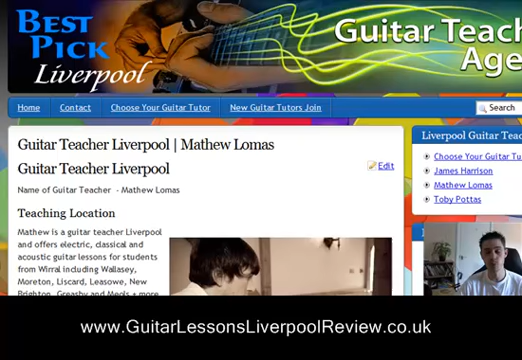 BEST
PICK
Liverpool
Guitar Teach
Age
Home Contact Choose Your Guitar Tutor New Guitar Tutors Join
Search
Guitar Teacher Liverpool | Mathew Lomas
Guitar Teacher Liverpool
Edit
Name of Guitar Teacher - Mathew Lomas
Teaching Location
Mathew is a guitar teacher Liverpool
and offers electric, classical and
acoustic guitar lessons for students
from Wirral including Wallasey,
Moreton, Liscard, Leasowe, New
Brighton, Greasby and Meols + more
Liverpool Guitar Teac
Choose Your Guitar Tu
James Harrison
Mathew Lomas
Toby Pottas
www.GuitarLessonsLiverpoolReview.co.uk